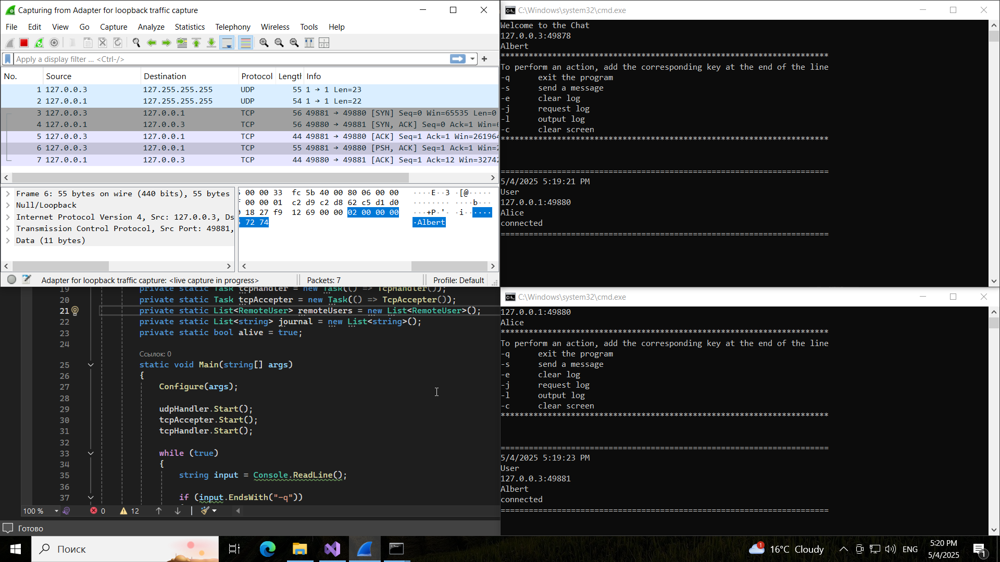 Capturing from Adapter for loopback traffic capture
File Edit View Go Capture Analyze Statistics Telephony Wireless Tools Help
Apply a display filter ... <Ctrl-/>
No. Source Destination Protocol Length Info
1 127.0.0.3 127.255.255.255 UDP 55 1 → 1 Len=23
2 127.0.0.1 127.255.255.255 UDP 54 1 → 1 Len=22
3 127.0.0.3 127.0.0.1 TCP 56 49881 → 49880 [SYN] Seq=0 Win=65535 Len=0
4 127.0.0.1 127.0.0.3 TCP 56 49880 → 49881 [SYN, ACK] Seq=0 Ack=1 Win=6
5 127.0.0.3 127.0.0.1 TCP 44 49881 → 49880 [ACK] Seq=1 Ack=1 Win=261964
6 127.0.0.3 127.0.0.1 TCP 55 49881 → 49880 [PSH, ACK] Seq=1 Ack=1 Win=2
7 127.0.0.1 127.0.0.3 TCP 44 49880 → 49881 [ACK] Seq=1 Ack=12 Win=32742
Frame 6: 55 bytes on wire (440 bits), 55 bytes
Null/Loopback
Internet Protocol Version 4, Src: 127.0.0.3, Ds
Transmission Control Protocol, Src Port: 49881,
Data (11 bytes)
00 00 33 fc 5b 40 00 80 06 00 00 ····E··3 ·[@·····
00 00 01 c2 d9 c2 d8 62 c5 d1 d0 ········ ····b···
18 27 f9 12 69 00 00 02 00 00 00 ···+P·'· ·i······
72 74 ·Albert
Adapter for loopback traffic capture: <live capture in progress> Packets: 7 Profile: Default
19 private static Task tcpHandler = new Task(() => TcpHandler());
20 private static Task tcpAccepter = new Task(() => TcpAccepter());
21 private static List<RemoteUser> remoteUsers = new List<RemoteUser>();
22 private static List<string> journal = new List<string>();
23 private static bool alive = true;
24
Ссылок: 0
25 static void Main(string[] args)
26 {
27 Configure(args);
28
29 udpHandler.Start();
30 tcpAccepter.Start();
31 tcpHandler.Start();
32
33 while (true)
34 {
35 string input = Console.ReadLine();
36
37 if (input.EndsWith("-q"))
100 % 0 12
Готово
C:\Windows\system32\cmd.exe
Welcome to the Chat
127.0.0.3:49878
Albert
**********************************************************************
To perform an action, add the corresponding key at the end of the line
-q exit the program
-s send a message
-e clear log
-j request log
-l output log
-c clear screen
**********************************************************************
======================================================================
5/4/2025 5:19:21 PM
User
127.0.0.1:49880
Alice
connected
======================================================================
C:\Windows\system32\cmd.exe
127.0.0.1:49880
Alice
**********************************************************************
To perform an action, add the corresponding key at the end of the line
-q exit the program
-s send a message
-e clear log
-j request log
-l output log
-c clear screen
**********************************************************************
======================================================================
5/4/2025 5:19:23 PM
User
127.0.0.3:49881
Albert
connected
======================================================================
Поиск
1 16°C Cloudy ENG 5:20 PM
5/4/2025 1